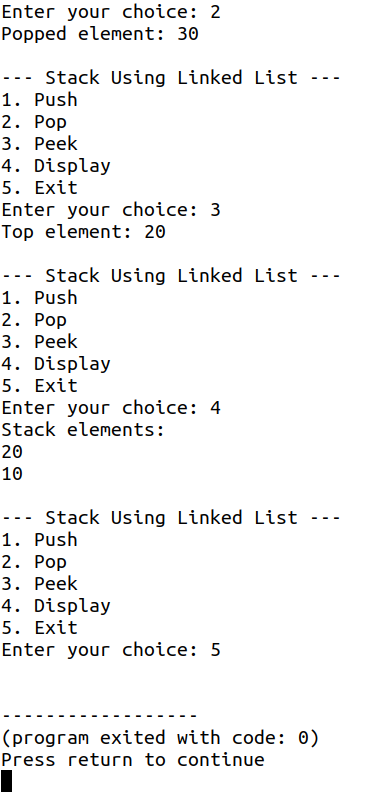 Enter your choice: 2
Popped element: 30
--- Stack Using Linked List ---
1. Push
2. Pop
3. Peek
4. Display
5. Exit
Enter your choice: 3
Top element: 20
--- Stack Using Linked List ---
1. Push
2. Pop
3. Peek
4. Display
5. Exit
Enter your choice: 4
Stack elements:
20
10
--- Stack Using Linked List ---
1. Push
2. Pop
3. Peek
4. Display
5. Exit
Enter your choice: 5
------------------
(program exited with code: 0)
Press return to continue